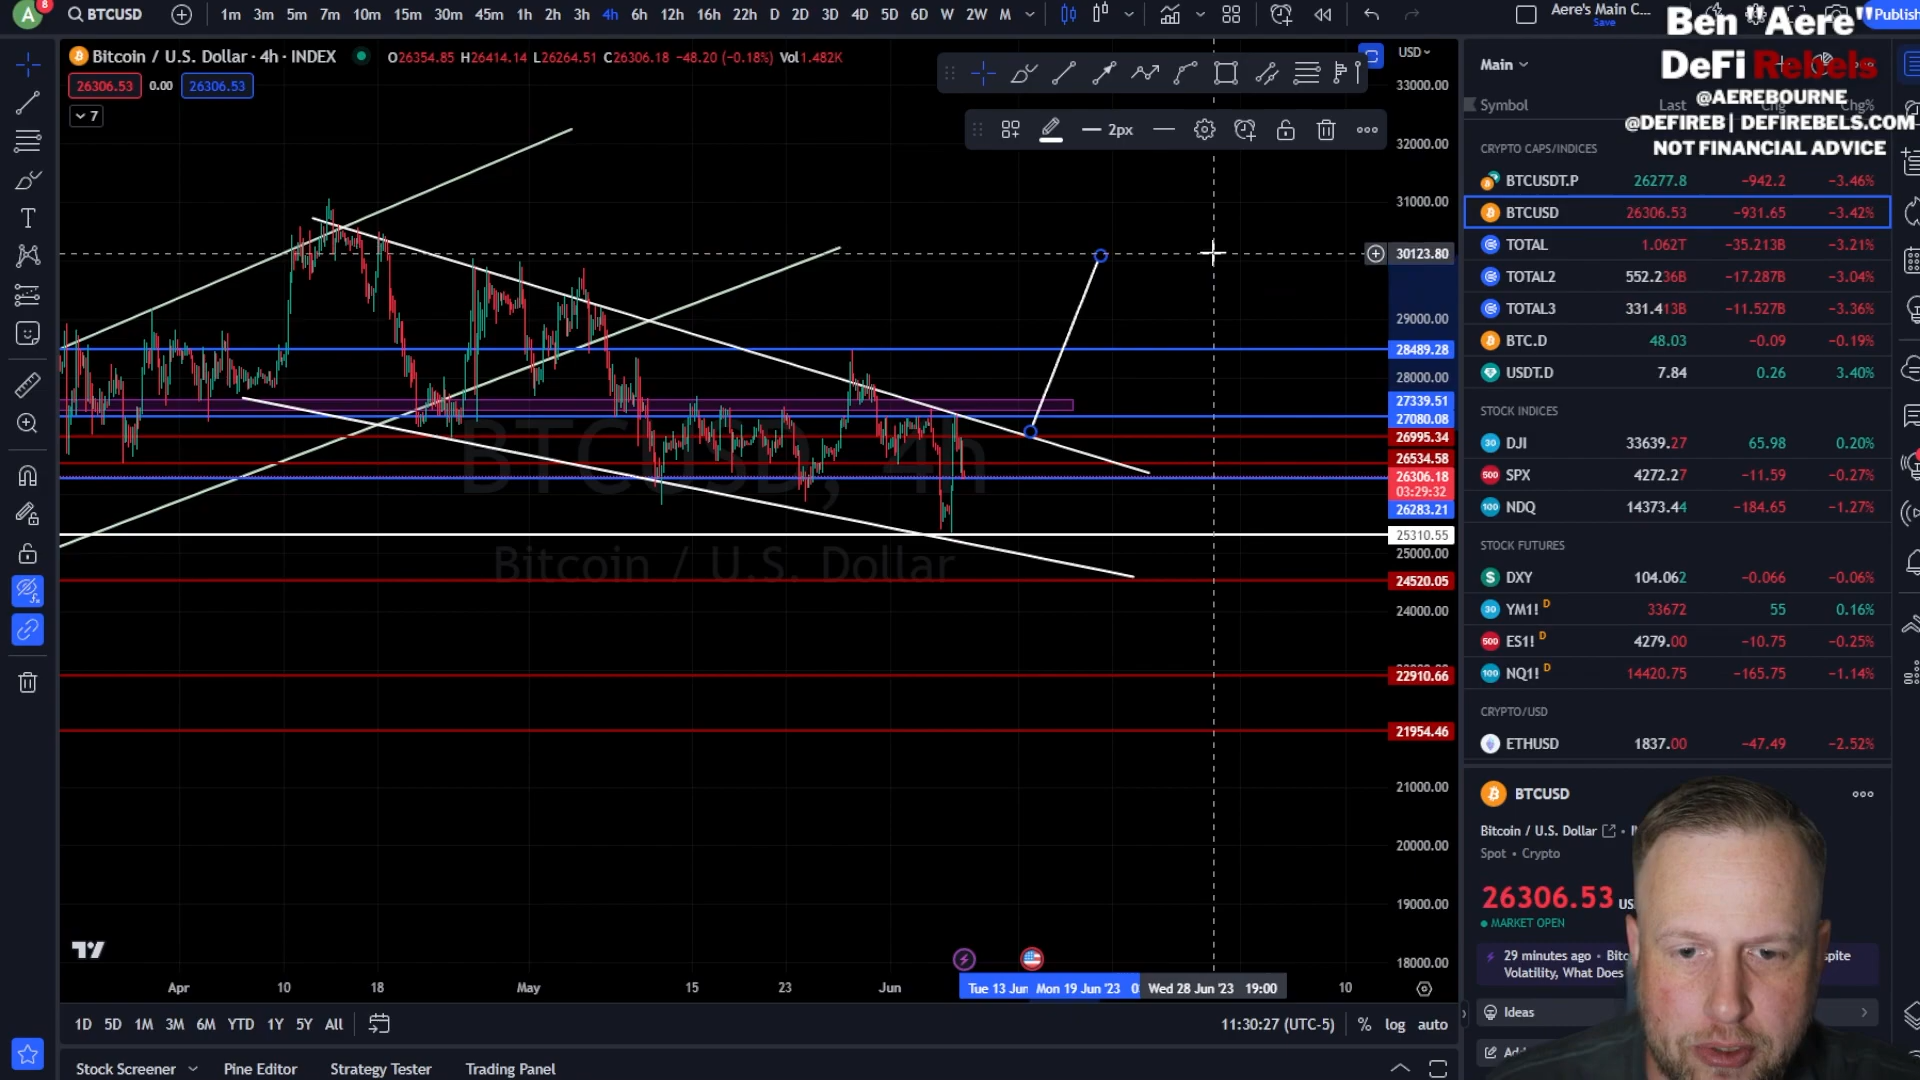 A 8 BTCUSD 1m 3m 5m 7m 10m 15m 30m 45m 1h 2h 3h 4h 6h 12h 16h 22h D 2D 3D 4D 5D 6D W 2W M Aere's Main C... Save Publish
Ben "Aere"
DeFi Rebels
@AEREBOURNE
@DEFIREB | DEFIREBELS.COM
NOT FINANCIAL ADVICE
Bitcoin / U.S. Dollar · 4h · INDEX O26354.85 H26414.14 L26264.51 C26306.18 −48.20 (−0.18%) Vol1.482K
26306.53 0.00 26306.53
7
2px
USD
33000.00
32000.00
31000.00
30123.80
29000.00
28489.28
28000.00
27339.51
27080.08
26995.34
26534.58
26306.18
03:29:32
26283.21
25310.55
25000.00
24520.05
24000.00
22910.66
21954.46
21000.00
20000.00
19000.00
18000.00
BTCUSD, 4h
Bitcoin / U.S. Dollar
Apr 10 18 May 15 23 Jun Tue 13 Jun Mon 19 Jun '23 Wed 28 Jun '23 19:00 10
1D 5D 1M 3M 6M YTD 1Y 5Y All 11:30:27 (UTC-5) % log auto
Stock Screener Pine Editor Strategy Tester Trading Panel
Main
Symbol Last Chg Chg%
CRYPTO CAPS/INDICES
BTCUSDT.P 26277.8 −942.2 −3.46%
BTCUSD 26306.53 −931.65 −3.42%
TOTAL 1.062T −35.213B −3.21%
TOTAL2 552.236B −17.287B −3.04%
TOTAL3 331.413B −11.527B −3.36%
BTC.D 48.03 −0.09 −0.19%
USDT.D 7.84 0.26 3.40%
STOCK INDICES
30 DJI 33639.27 65.98 0.20%
500 SPX 4272.27 −11.59 −0.27%
100 NDQ 14373.44 −184.65 −1.27%
STOCK FUTURES
DXY 104.062 −0.066 −0.06%
30 YM1! D 33672 55 0.16%
500 ES1! D 4279.00 −10.75 −0.25%
100 NQ1! D 14420.75 −165.75 −1.14%
CRYPTO/USD
ETHUSD 1837.00 −47.49 −2.52%
BTCUSD
Bitcoin / U.S. Dollar
Spot • Crypto
26306.53
MARKET OPEN
29 minutes ago •
Volatility, What Does
Ideas